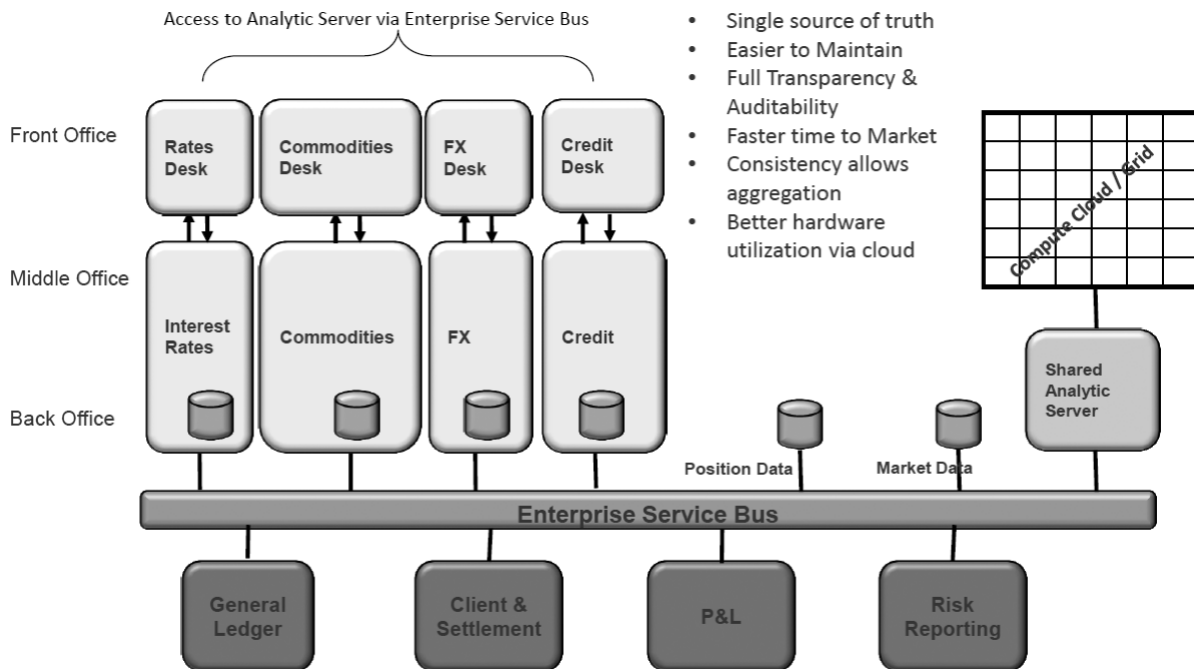 Access to Analytic Server via Enterprise Service Bus
• Single source of truth
• Easier to Maintain
• Full Transparency &
Auditability
• Faster time to Market
• Consistency allows
aggregation
• Better hardware
utilization via cloud
Front Office
Rates
Desk
Commodities
Desk
FX
Desk
Credit
Desk
Compute Cloud / Grid
Middle Office
Interest
Rates
Commodities
FX
Credit
Shared
Analytic
Server
Back Office
Position Data
Market Data
Enterprise Service Bus
General
Ledger
Client &
Settlement
P&L
Risk
Reporting